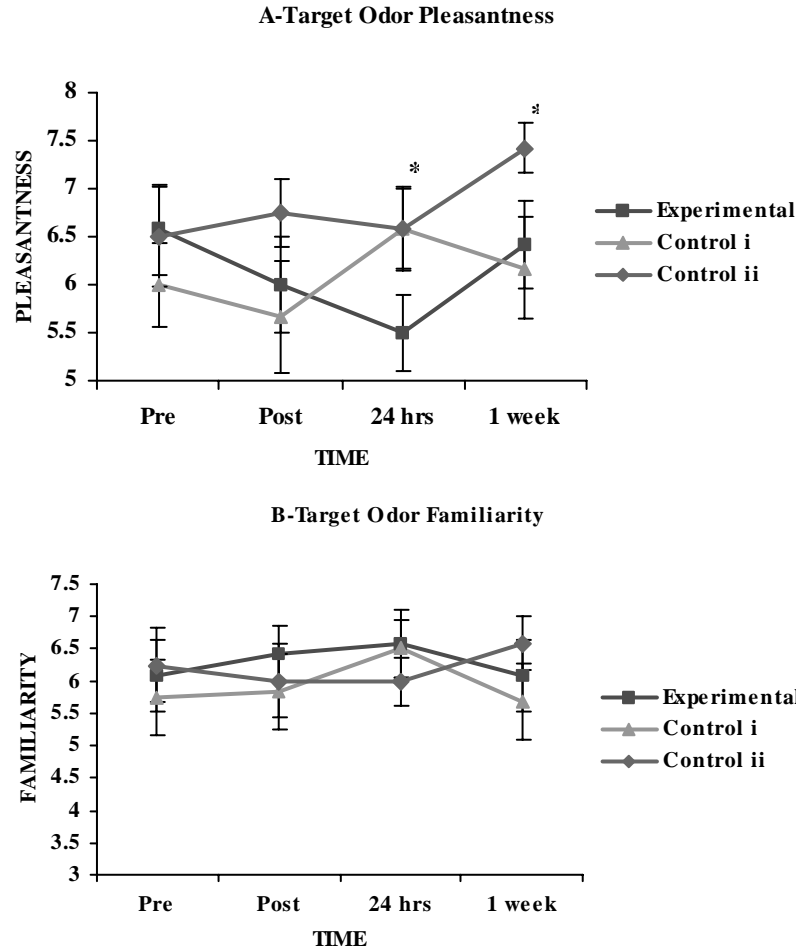 A-Target Odor Pleasantness
8
*
7.5
*
7
6.5
6
5.5
5
PLEASANTNESS
Experimental
Control i
Control ii
Pre Post 24 hrs 1 week
TIME
B-Target Odor Familiarity
7.5
7
6.5
6
5.5
5
4.5
4
3.5
3
FAMILIARITY
Experimental
Control i
Control ii
Pre Post 24 hrs 1 week
TIME